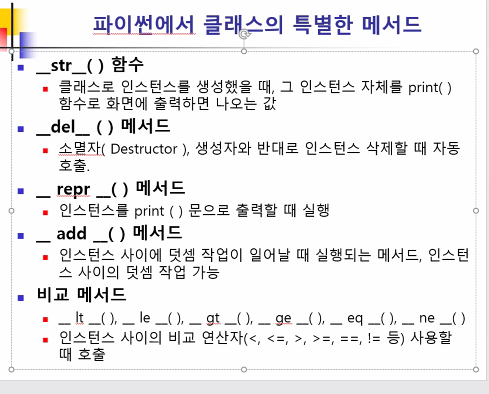 파이썬에서 클래스의 특별한 메서드
__str__( ) 함수
클래스로 인스턴스를 생성했을 때, 그 인스턴스 자체를 print( )
함수로 화면에 출력하면 나오는 값
__del__ ( ) 메서드
소멸자( Destructor ), 생성자와 반대로 인스턴스 삭제할 때 자동
호출.
__ repr __( ) 메서드
인스턴스를 print ( ) 문으로 출력할 때 실행
__ add __( ) 메서드
인스턴스 사이에 덧셈 작업이 일어날 때 실행되는 메서드, 인스턴
스 사이의 덧셈 작업 가능
비교 메서드
__ lt __( ), __ le __( ), __ gt __( ), __ ge __( ), __ eq __( ), __ ne __( )
인스턴스 사이의 비교 연산자(<, <=, >, >=, ==, != 등) 사용할
때 호출